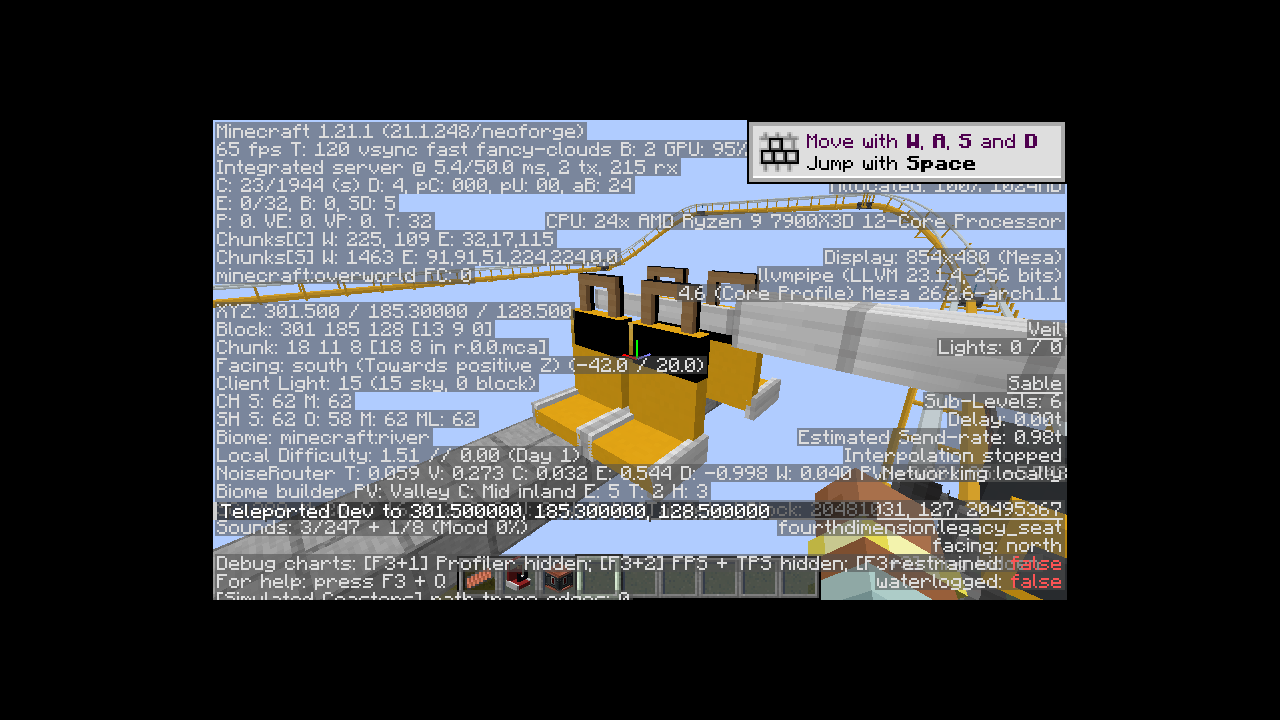 Minecraft 1.21.1 (21.1.248/neoforge)
65 fps T: 120 vsync fast fancy-clouds B: 2 GPU: 95%
Integrated server @ 5.4/50.0 ms, 2 tx, 215 rx
C: 23/1944 (s) D: 4, pC: 000, pU: 00, aB: 24
E: 0/32, B: 0, SD: 5
P: 0. VE: 0. VP: 0. T: 32
Chunks[C] W: 225, 109 E: 32,17,115
Chunks[S] W: 1463 E: 91,91,51,224,224,0,0
minecraft:overworld FC: 0
XYZ: 301.500 / 185.30000 / 128.500
Block: 301 185 128 [13 9 0]
Chunk: 18 11 8 [18 8 in r.0.0.mca]
Facing: south (Towards positive Z) (-42.0 / 20.0)
Client Light: 15 (15 sky, 0 block)
CH S: 62 M: 62
SH S: 62 O: 58 M: 62 ML: 62
Biome: minecraft:river
Local Difficulty: 1.51 // 0.00 (Day 1)
NoiseRouter T: 0.059 V: 0.273 C: 0.032 E: -0.544 D: -0.998 W: 0.040 PV
Biome builder PV: Valley C: Mid inland E: 5 T: 2 H: 3
Teleported Dev to 301.500000, 185.300000, 128.500000
Sounds: 3/247 + 1/8 (Mood 0%)
Debug charts: [F3+1] Profiler hidden; [F3+2] FPS + TPS hidden; [F3
For help: press F3 + Q
Move with W, A, S and D
Jump with Space
Allocated: 100% 1024MB
CPU: 24x AMD Ryzen 9 7900X3D 12-Core Processor
Display: 854x480 (Mesa)
256 bits)
4.6 (Core Profile) Mesa
Veil
Lights: 0 / 0
Sable
Sub-Levels: 6
Delay: 0.00t
Estimated Send-rate: 0.98t
Interpolation stopped
Networking locally
20481031, 127, 20495367
fourthdimension:legacy_seat
facing: north
restrained: false
waterlogged: false